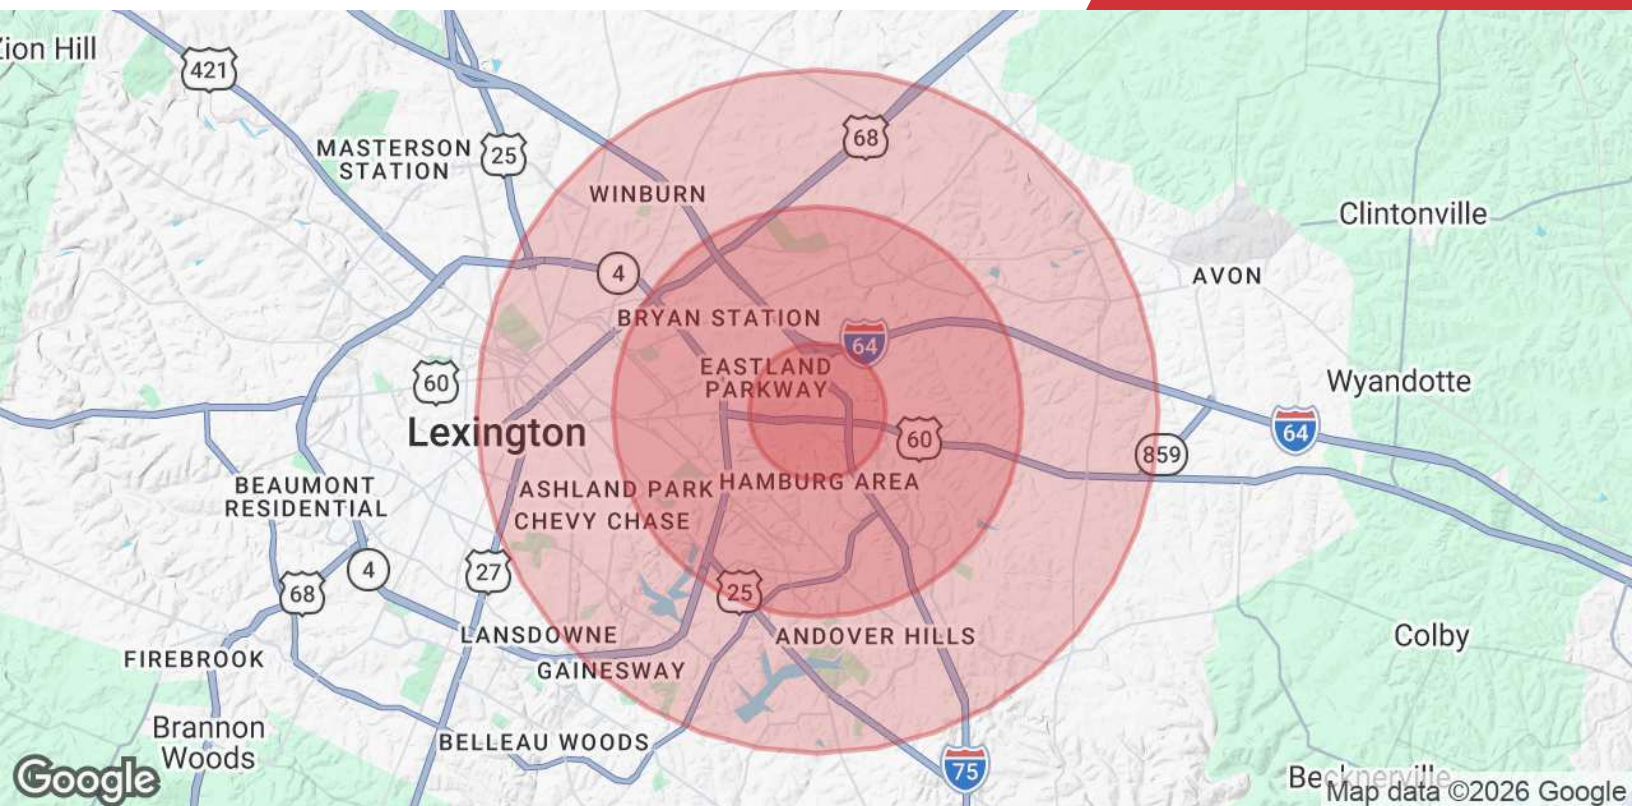 Zion Hill
421
68
MASTERSON
STATION
25
WINBURN
Clintonville
4
AVON
BRYAN STATION
64
EASTLAND
PARKWAY
60
Wyandotte
Lexington
60
64
859
BEAUMONT
RESIDENTIAL
ASHLAND PARK
HAMBURG AREA
CHEVY CHASE
4
27
68
25
LANSDOWNE
ANDOVER HILLS
Colby
FIREBROOK
GAINESWAY
Brannon
Woods
BELLEAU WOODS
75
Becknerville
Google
Map data ©2026 Google